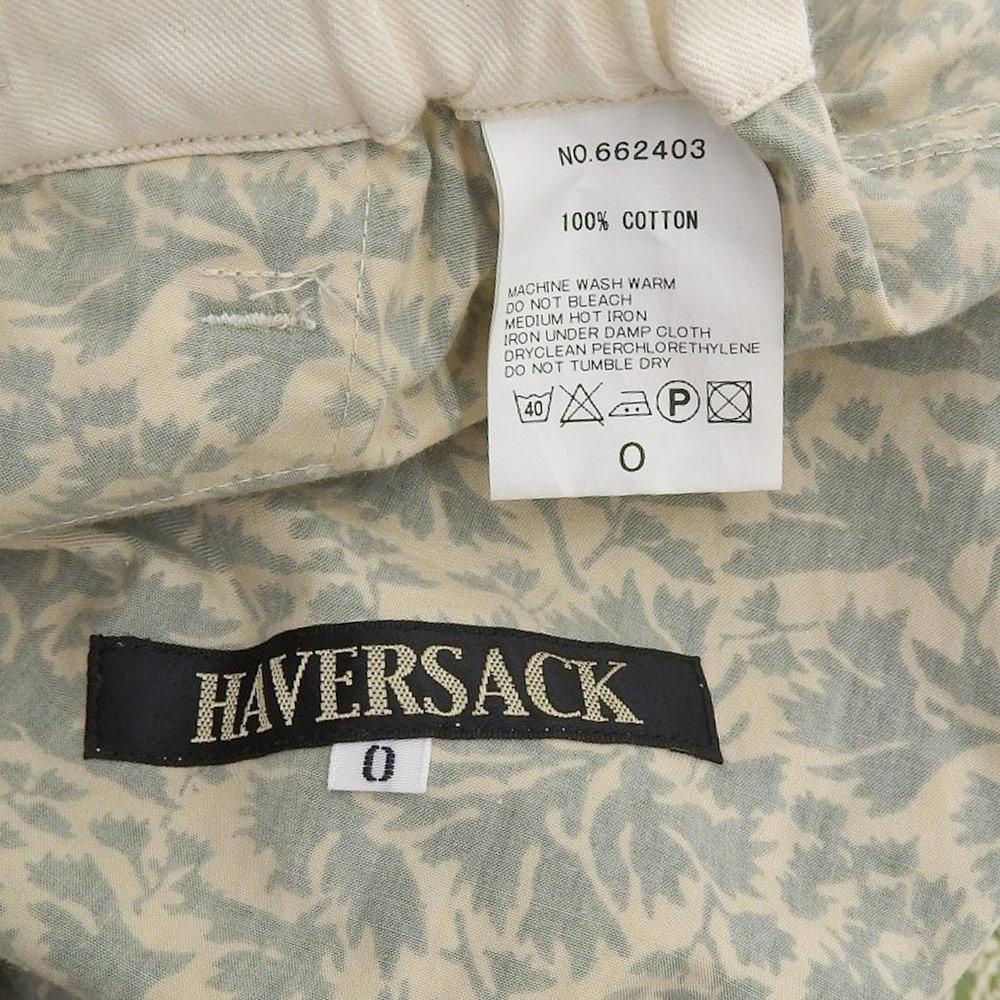 NO.662403
100% COTTON
MACHINE WASH WARM
DO NOT BLEACH
MEDIUM HOT IRON
IRON UNDER DAMP CLOTH
DRYCLEAN PERCHLORETHYLENE
DO NOT TUMBLE DRY
40 P
0
HAVERSACK
0